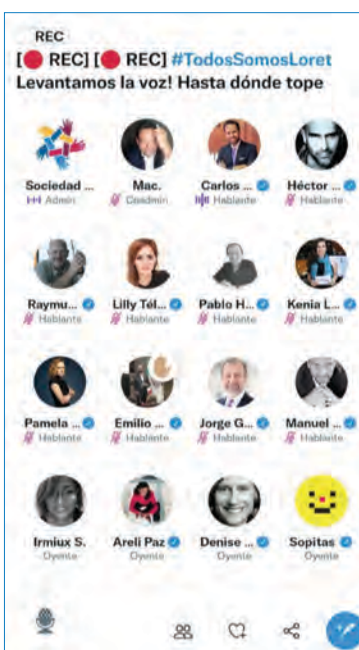 REC
[🔴 REC] [🔴 REC] #TodosSomosLoret
Levantamos la voz! Hasta dónde tope
Sociedad ... Mac. Carlos ... Héctor ...
Admin Coadmin Hablante Hablante
Raymu... Lilly Tél... Pablo H... Kenia L...
Hablante Hablante Hablante Hablante
Pamela ... Emilio ... Jorge G... Manuel ...
Hablante Hablante Hablante Hablante
Irmiux S. Areli Paz Denise ... Sopitas
Oyente Oyente Oyente Oyente